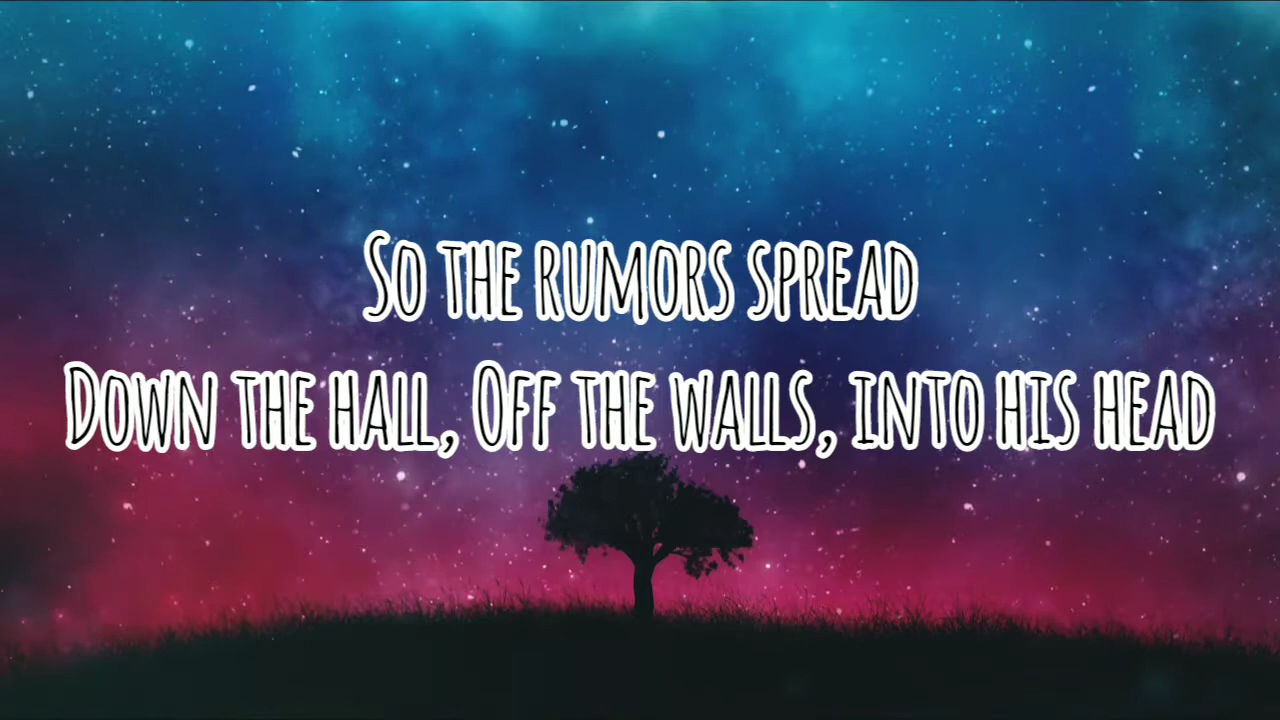 So the rumors spread
Down the hall, Off the walls, into his head